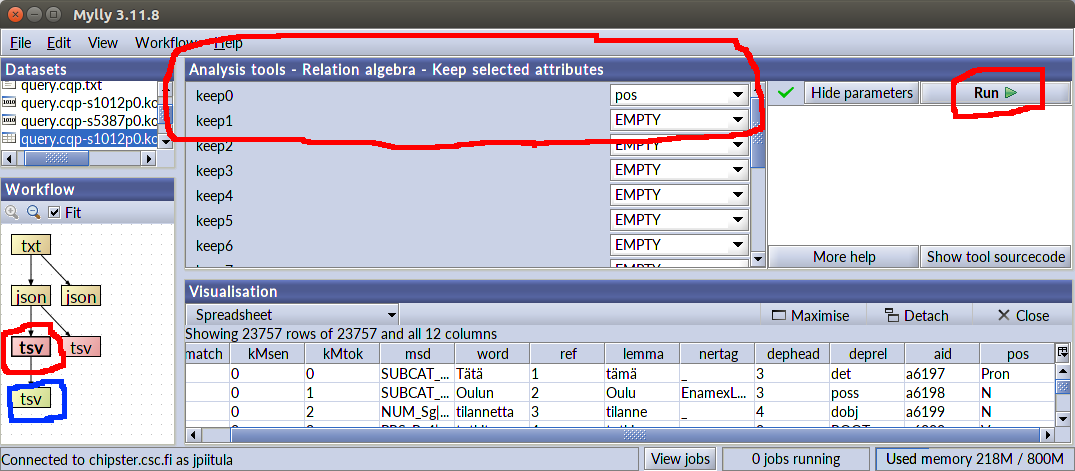 Mylly 3.11.8
File Edit View Workflow Help
Datasets
query.cqp.txt
query.cqp-s1012p0.kc
query.cqp-s5387p0.kc
query.cqp-s1012p0.kc
Analysis tools - Relation algebra - Keep selected attributes
keep0 pos
keep1 EMPTY
keep2 EMPTY
keep3 EMPTY
keep4 EMPTY
keep5 EMPTY
keep6 EMPTY
Hide parameters Run
More help Show tool sourcecode
Workflow
Fit
txt
json json
tsv tsv
tsv
Visualisation
Spreadsheet Maximise Detach Close
Showing 23757 rows of 23757 and all 12 columns
match kMsen kMtok msd word ref lemma nertag dephead deprel aid pos
0 0 SUBCAT_... Tätä 1 tämä _ 3 det a6197 Pron
0 1 SUBCAT_... Oulun 2 Oulu EnamexL... 3 poss a6198 N
0 2 NUM_Sg|... tilannetta 3 tilanne _ 4 dobj a6199 N
Connected to chipster.csc.fi as jpiitula View jobs 0 jobs running Used memory 218M / 800M